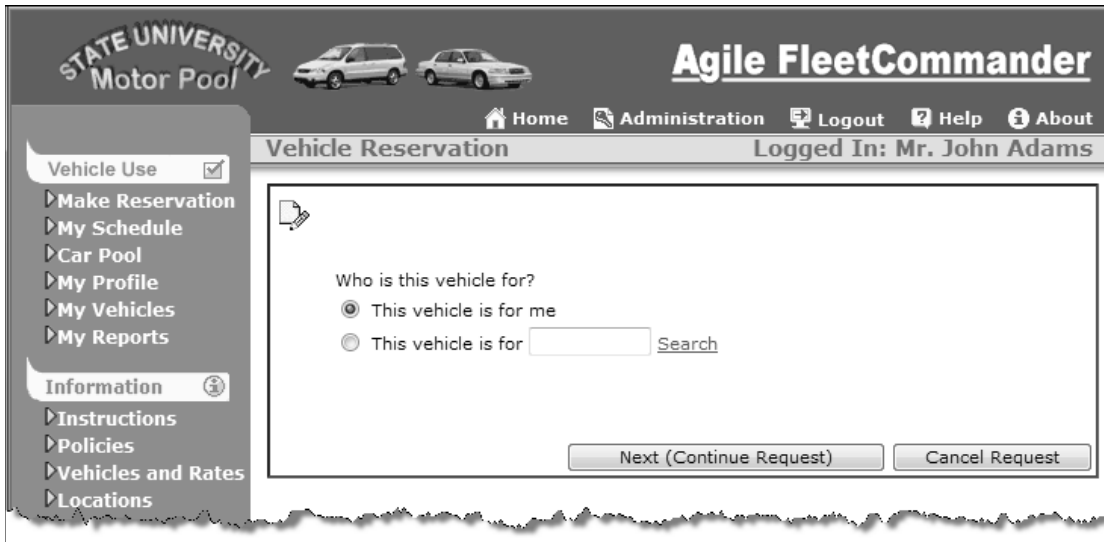 STATE UNIVERSITY
Motor Pool
Agile FleetCommander
Home Administration Logout Help About
Vehicle Reservation Logged In: Mr. John Adams
Vehicle Use
Make Reservation
My Schedule
Car Pool
My Profile
My Vehicles
My Reports
Information
Instructions
Policies
Vehicles and Rates
Locations
Who is this vehicle for?
This vehicle is for me
This vehicle is for Search
Next (Continue Request) Cancel Request